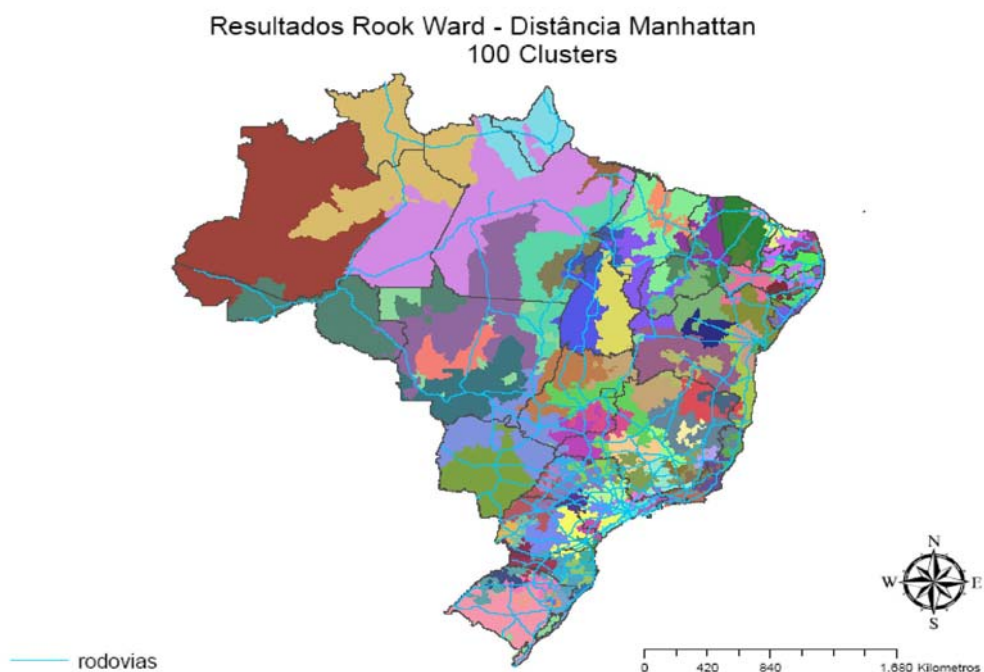 Resultados Rook Ward - Distância Manhattan
100 Clusters
N
W E
S
rodovias
0 420 840 1.680 Kilometros